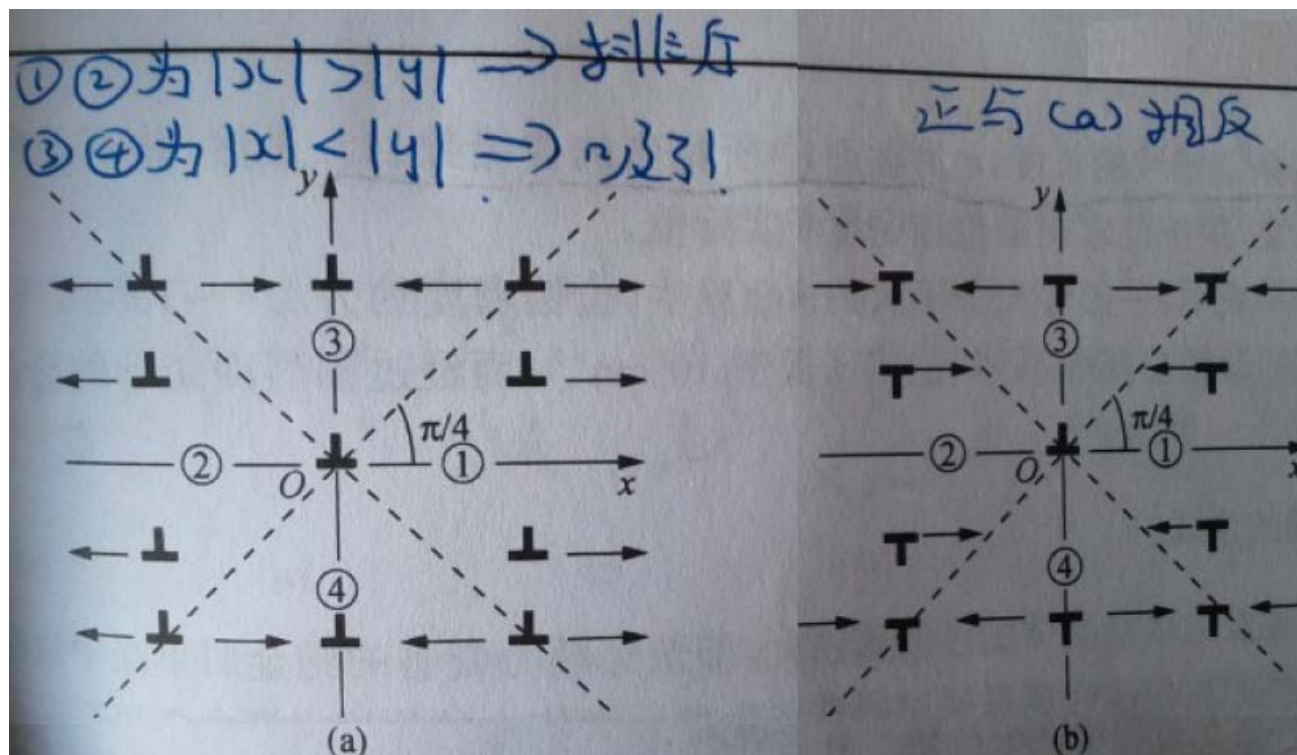 ①②为|x|>|y| → 排斥
③④为|x|<|y| ⇒ 吸引
正与(a)相反
y
③
π/4
②
①
O
x
④
(a)
y
③
π/4
②
①
O
x
④
(b)